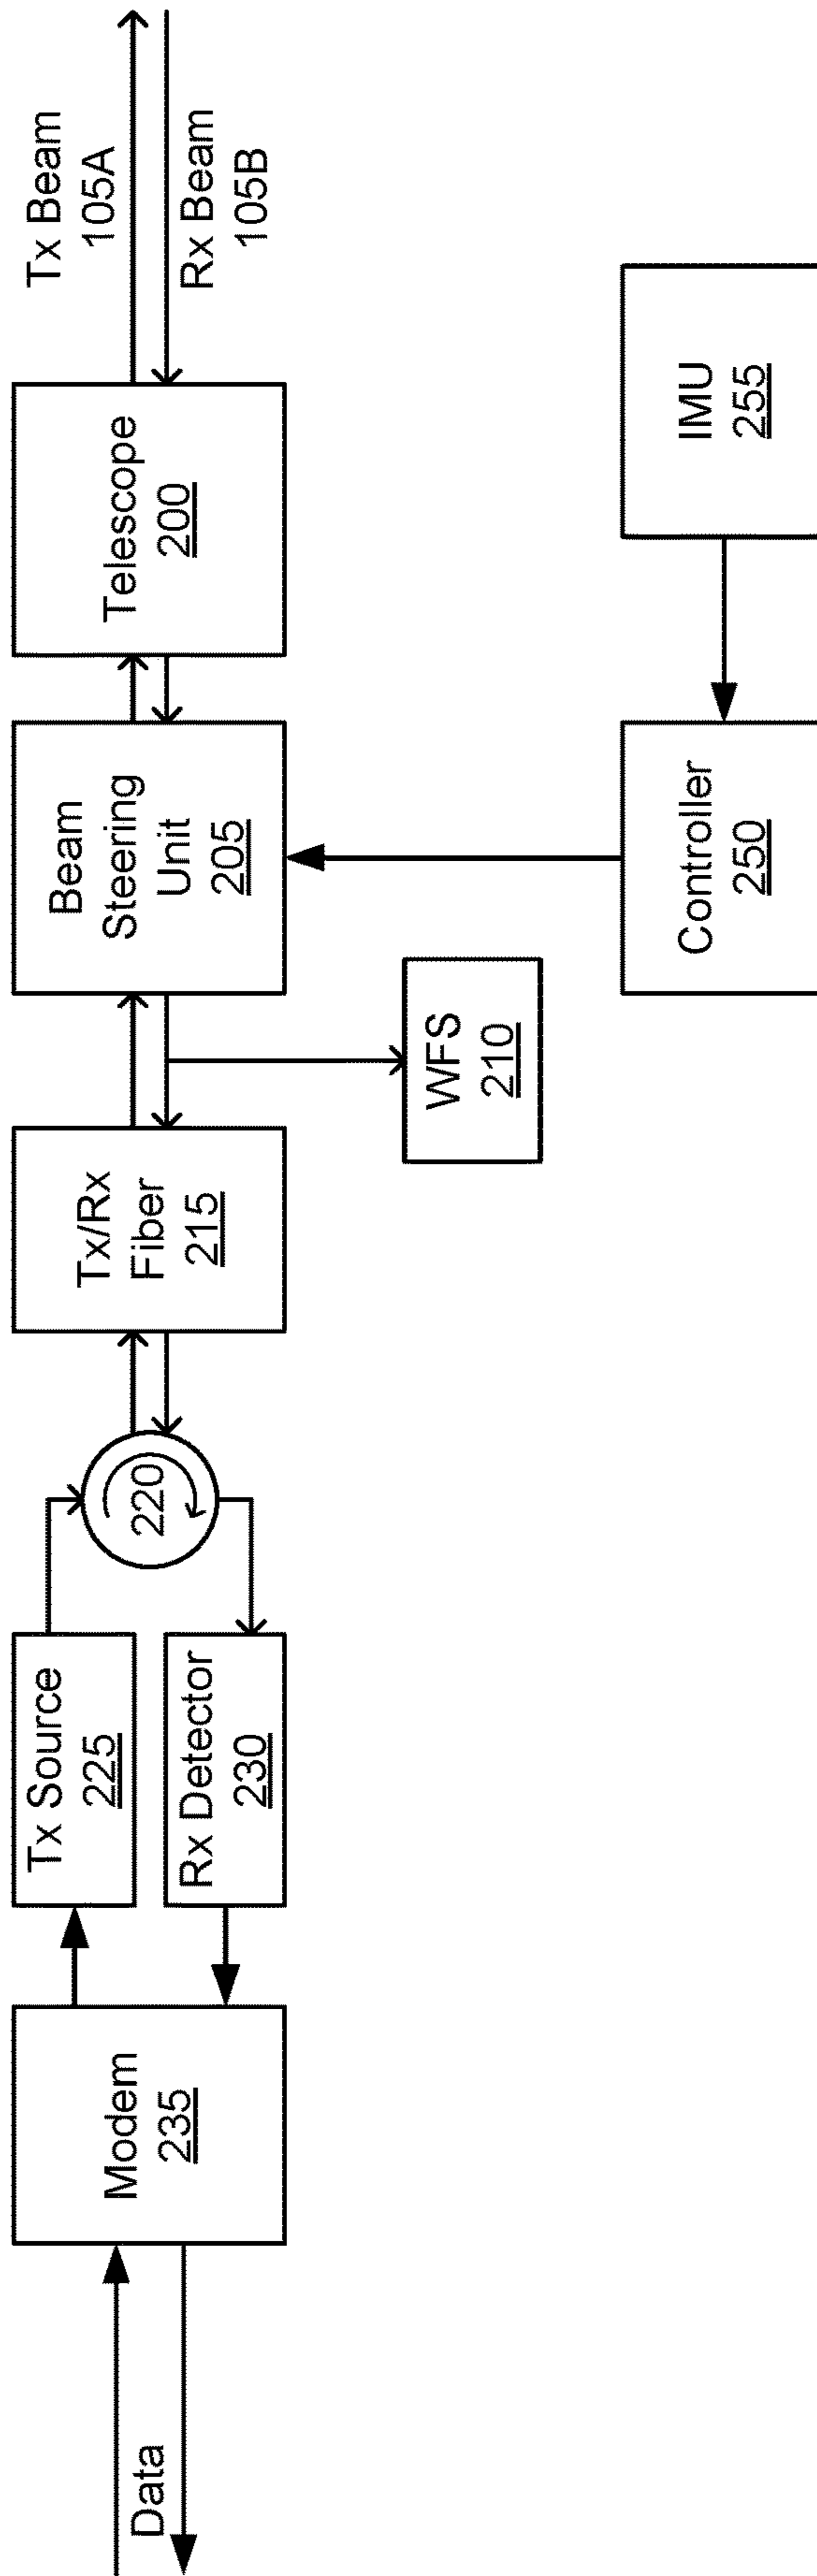 Data
Modem
235
Tx Source
225
Rx Detector
230
220
Tx/Rx
Fiber
215
WFS
210
Beam
Steering
Unit
205
Telescope
200
Tx Beam
105A
Rx Beam
105B
Controller
250
IMU
255